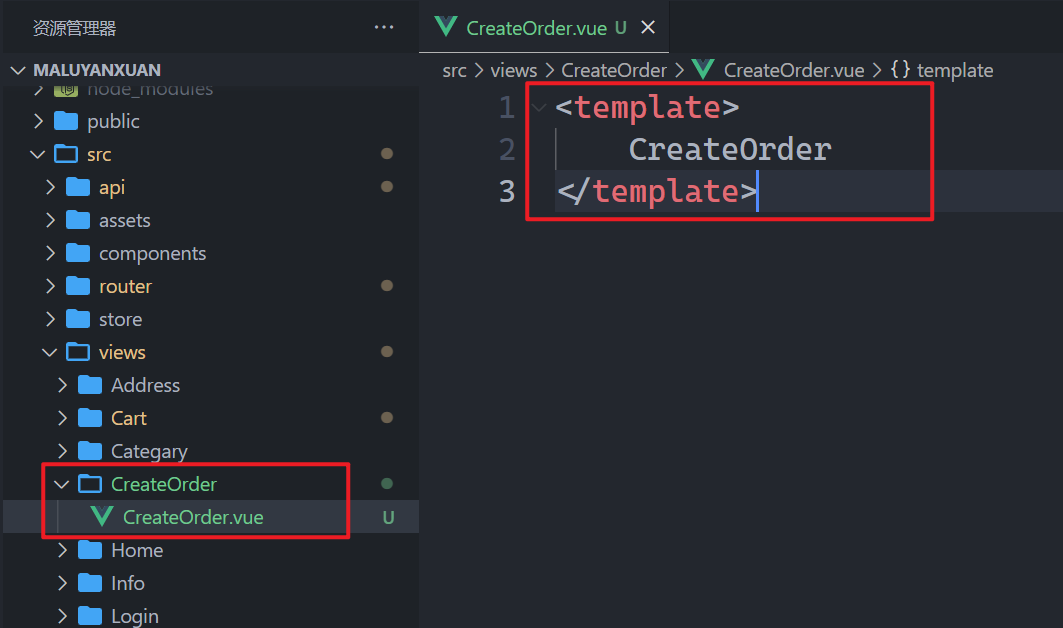 资源管理器
···
MALUYANXUAN
node_modules
public
src
api
assets
components
router
store
views
Address
Cart
Categary
CreateOrder
CreateOrder.vue U
Home
Info
Login
CreateOrder.vue U
src > views > CreateOrder > CreateOrder.vue > {} template
1 <template>
2 CreateOrder
3 </template>